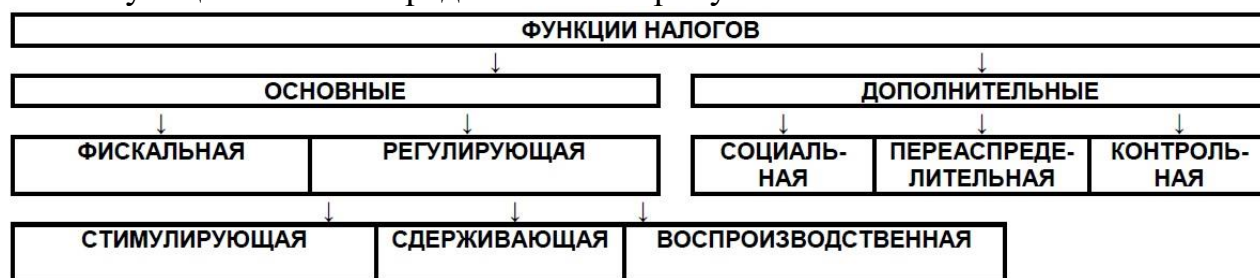 ФУНКЦИИ НАЛОГОВ
ОСНОВНЫЕ
ДОПОЛНИТЕЛЬНЫЕ
ФИСКАЛЬНАЯ
РЕГУЛИРУЮЩАЯ
СОЦИАЛЬ-
НАЯ
ПЕРЕАСПРЕДЕ-
ЛИТЕЛЬНАЯ
КОНТРОЛЬ-
НАЯ
СТИМУЛИРУЮЩАЯ
СДЕРЖИВАЮЩАЯ
ВОСПРОИЗВОДСТВЕННАЯ